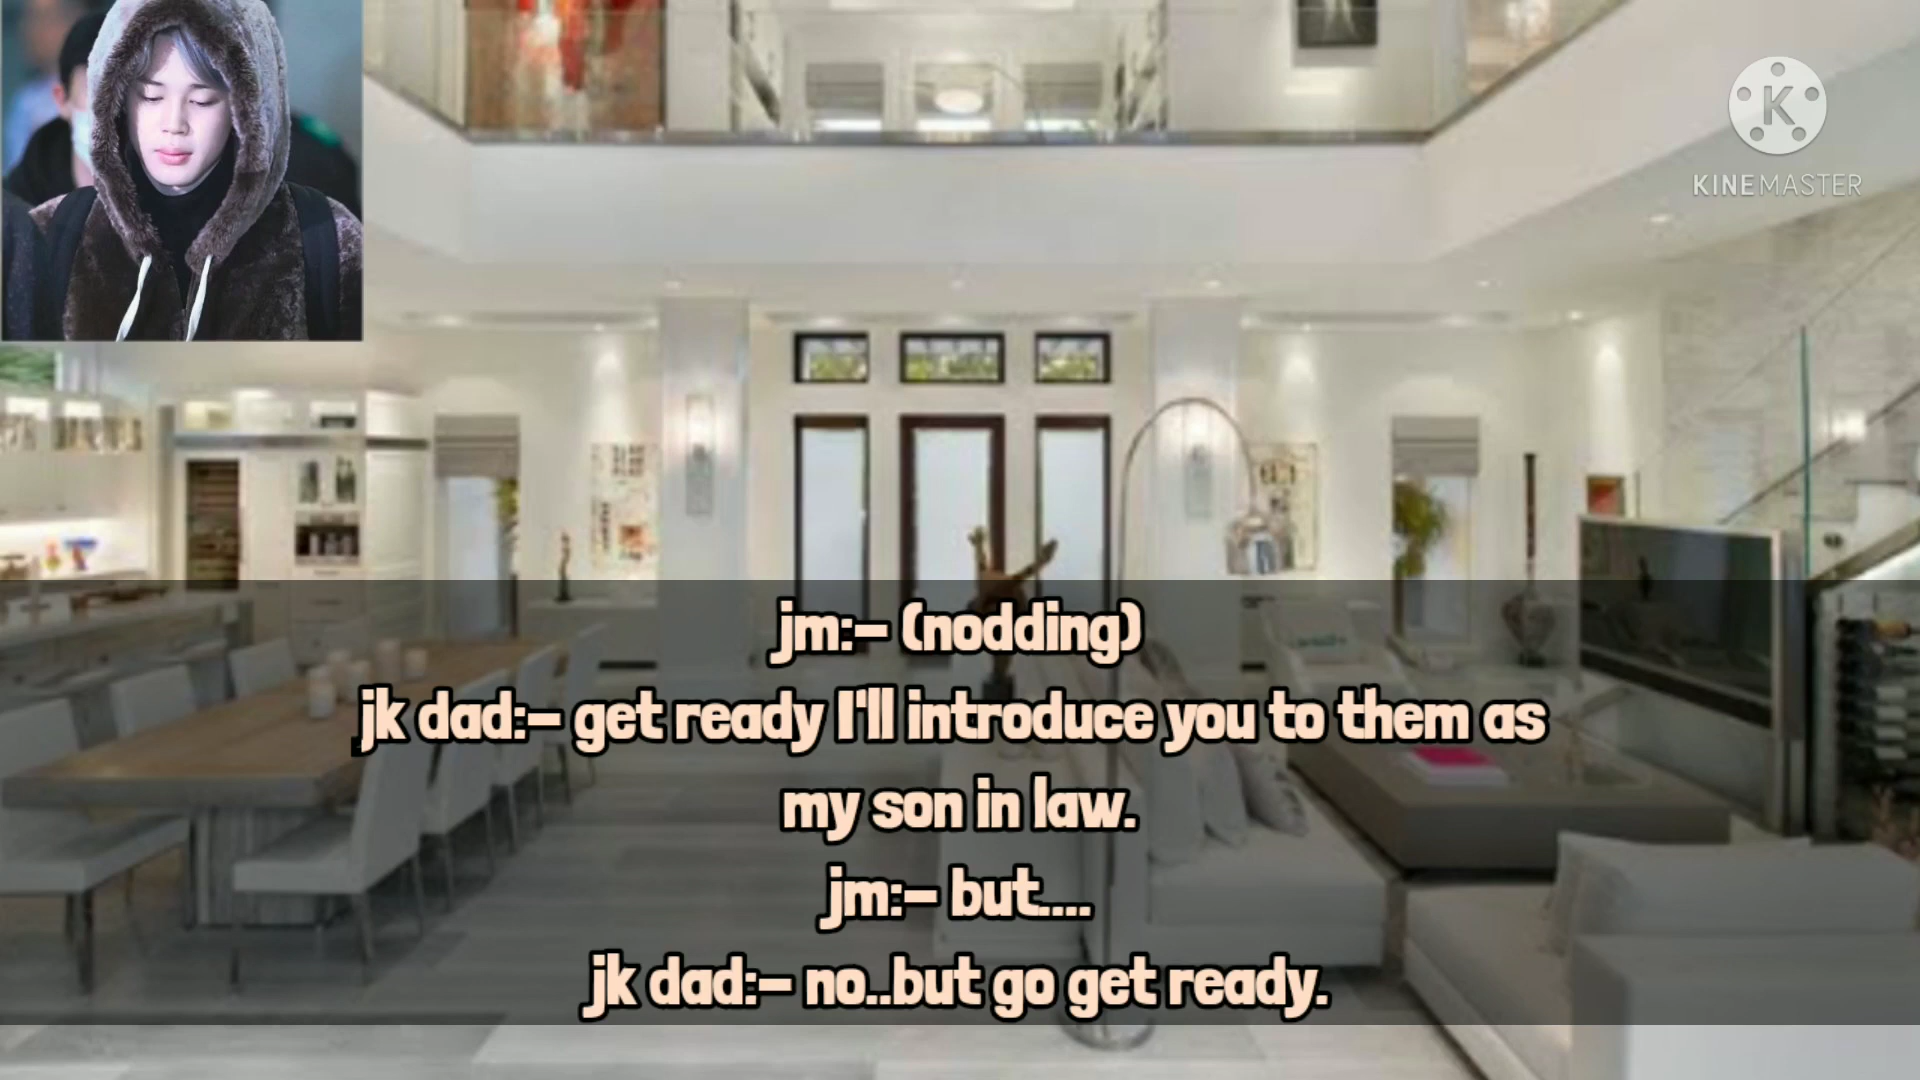 K
KINEMASTER
jm:– (nodding)
jk dad:– get ready I'll introduce you to them as
my son in law.
jm:– but....
jk dad:– no..but go get ready.